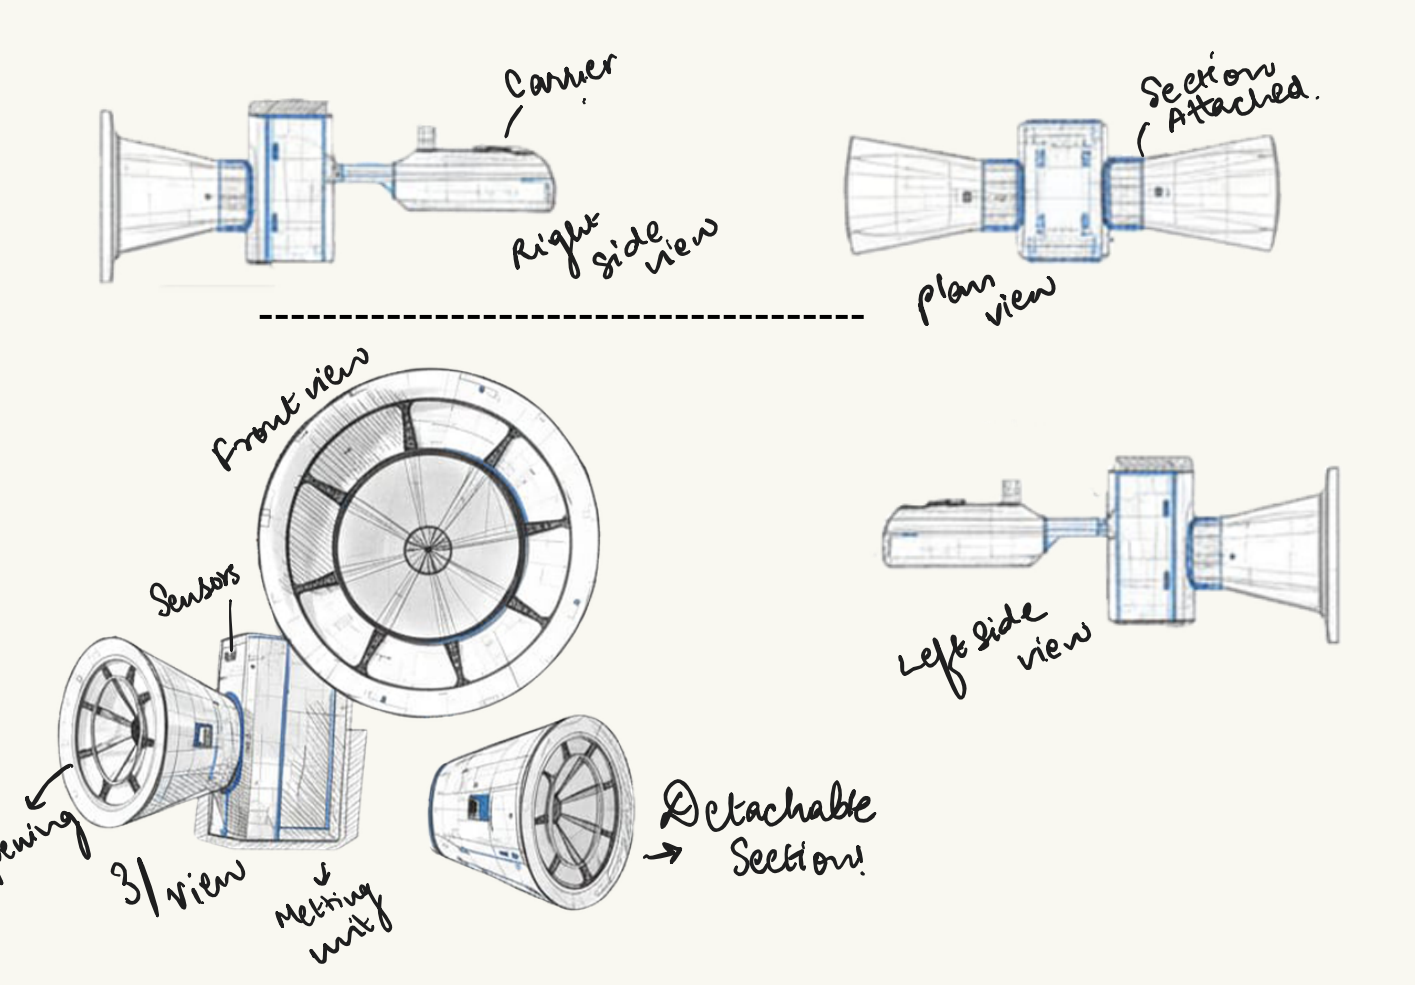 Carrier
Right
side
view
Section
Attached.
Plan
view
Front view
Sensors
Left side
view
3/view
Melting
unit
Detachable
Section!